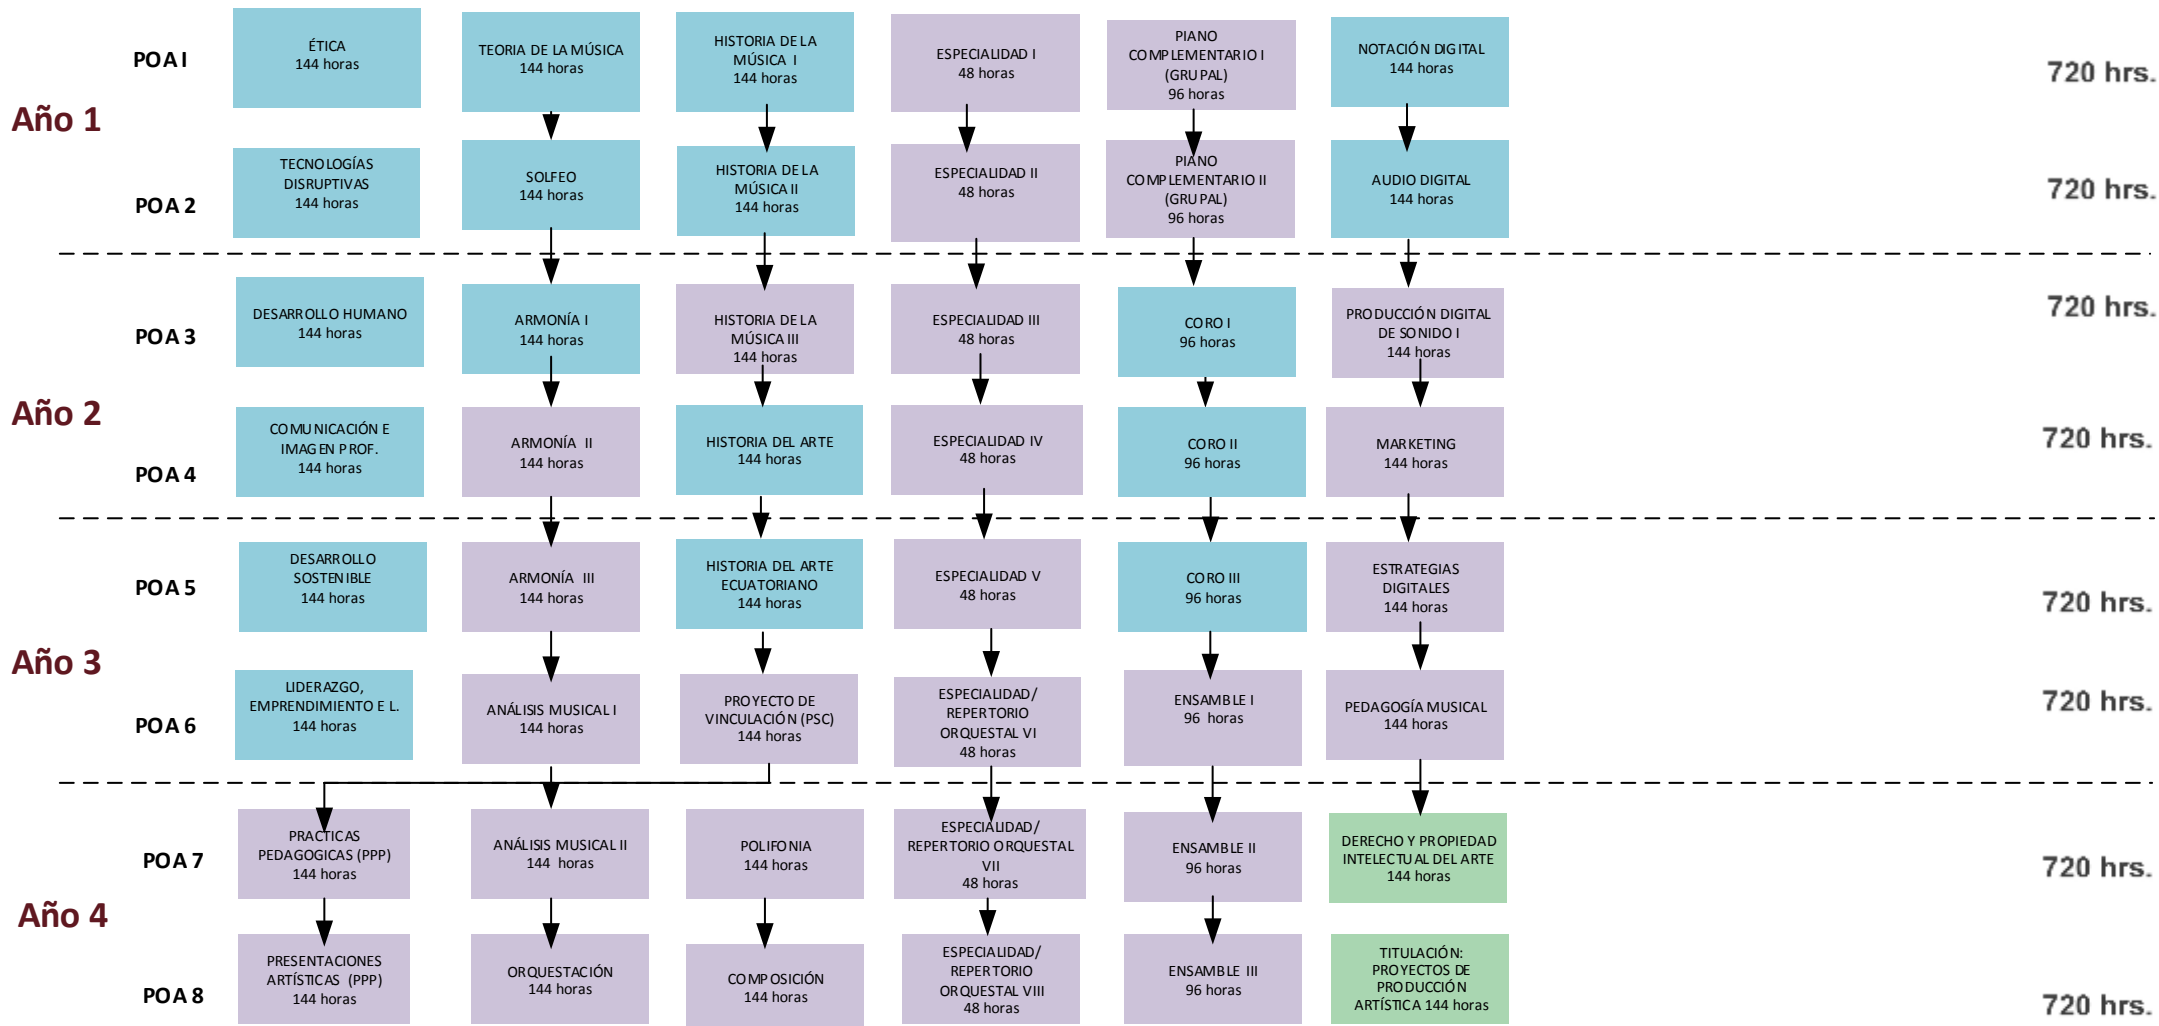 POA I
ÉTICA
144 horas
TEORIA DE LA MÚSICA
144 horas
HISTORIA DE LA
MÚSICA I
144 horas
ESPECIALIDAD I
48 horas
PIANO
COMPLEMENTARIO I
(GRUPAL)
96 horas
NOTACIÓN DIGITAL
144 horas
720 hrs.
Año 1
POA 2
TECNOLOGÍAS
DISRUPTIVAS
144 horas
SOLFEO
144 horas
HISTORIA DE LA
MÚSICA II
144 horas
ESPECIALIDAD II
48 horas
PIANO
COMPLEMENTARIO II
(GRUPAL)
96 horas
AUDIO DIGITAL
144 horas
720 hrs.
POA 3
DESARROLLO HUMANO
144 horas
ARMONÍA I
144 horas
HISTORIA DE LA
MÚSICA III
144 horas
ESPECIALIDAD III
48 horas
CORO I
96 horas
PRODUCCIÓN DIGITAL
DE SONIDO I
144 horas
720 hrs.
Año 2
POA 4
COMUNICACIÓN E
IMAGEN PROF.
144 horas
ARMONÍA II
144 horas
HISTORIA DEL ARTE
144 horas
ESPECIALIDAD IV
48 horas
CORO II
96 horas
MARKETING
144 horas
720 hrs.
POA 5
DESARROLLO
SOSTENIBLE
144 horas
ARMONÍA III
144 horas
HISTORIA DEL ARTE
ECUATORIANO
144 horas
ESPECIALIDAD V
48 horas
CORO III
96 horas
ESTRATEGIAS
DIGITALES
144 horas
720 hrs.
Año 3
POA 6
LIDERAZGO,
EMPRENDIMIENTO E L.
144 horas
ANÁLISIS MUSICAL I
144 horas
PROYECTO DE
VINCULACIÓN (PSC)
144 horas
ESPECIALIDAD/
REPERTORIO
ORQUESTAL VI
48 horas
ENSAMBLE I
96 horas
PEDAGOGÍA MUSICAL
144 horas
720 hrs.
POA 7
PRACTICAS
PEDAGOGICAS (PPP)
144 horas
ANÁLISIS MUSICAL II
144 horas
POLIFONIA
144 horas
ESPECIALIDAD/
REPERTORIO ORQUESTAL
VII
48 horas
ENSAMBLE II
96 horas
DERECHO Y PROPIEDAD
INTELECTUAL DEL ARTE
144 horas
720 hrs.
Año 4
POA 8
PRESENTACIONES
ARTÍSTICAS (PPP)
144 horas
ORQUESTACIÓN
144 horas
COMPOSICIÓN
144 horas
ESPECIALIDAD/
REPERTORIO
ORQUESTAL VIII
48 horas
ENSAMBLE III
96 horas
TITULACIÓN:
PROYECTOS DE
PRODUCCIÓN
ARTÍSTICA 144 horas
720 hrs.